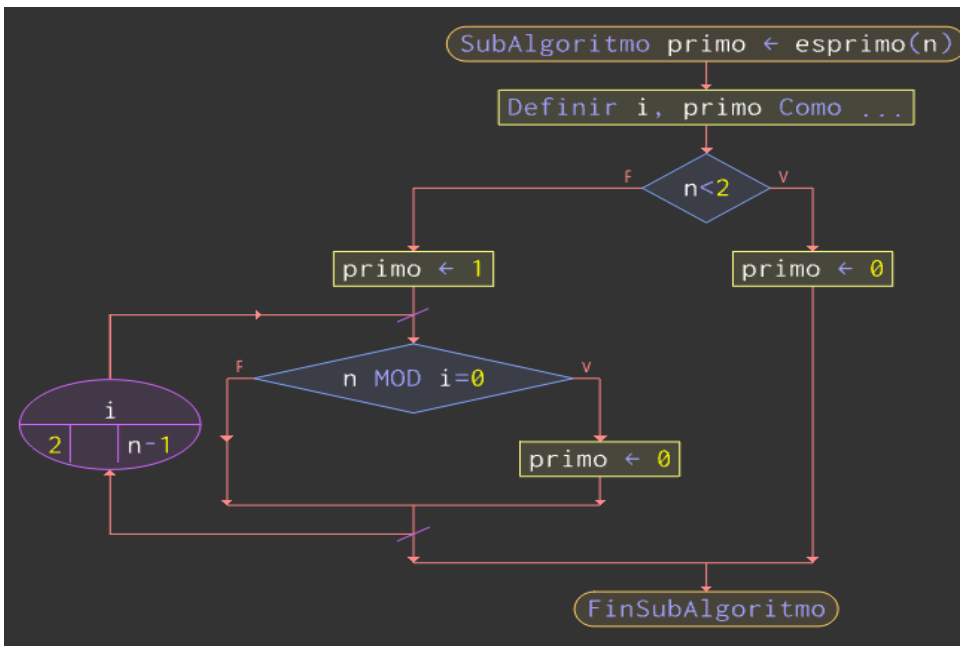 SubAlgoritmo primo ← esprimo(n)
Definir i, primo Como ...
F
n<2
V
primo ← 1
primo ← 0
F
n MOD i=0
V
i
2
n-1
primo ← 0
FinSubAlgoritmo